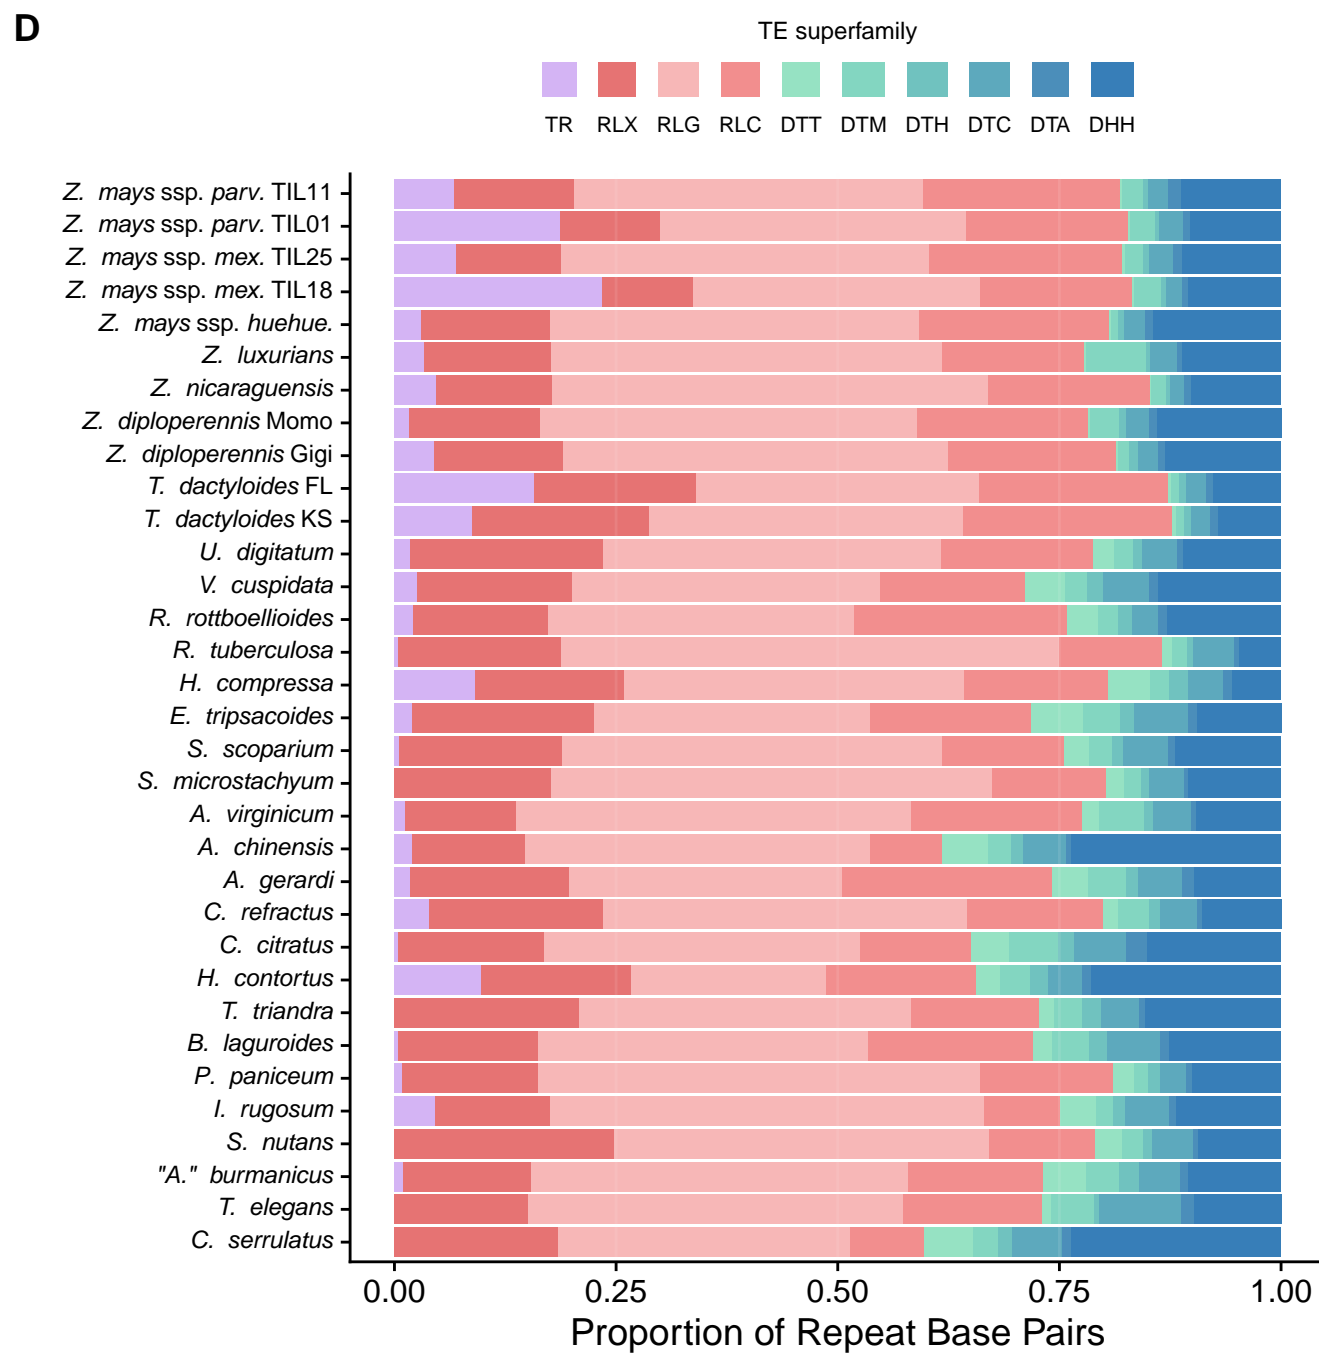 D
TE superfamily
TR RLX RLG RLC DTT DTM DTH DTC DTA DHH
Z. mays ssp. parv. TIL11
Z. mays ssp. parv. TIL01
Z. mays ssp. mex. TIL25
Z. mays ssp. mex. TIL18
Z. mays ssp. huehue.
Z. luxurians
Z. nicaraguensis
Z. diploperennis Momo
Z. diploperennis Gigi
T. dactyloides FL
T. dactyloides KS
U. digitatum
V. cuspidata
R. rottboellioides
R. tuberculosa
H. compressa
E. tripsacoides
S. scoparium
S. microstachyum
A. virginicum
A. chinensis
A. gerardi
C. refractus
C. citratus
H. contortus
T. triandra
B. laguroides
P. paniceum
I. rugosum
S. nutans
"A." burmanicus
T. elegans
C. serrulatus
0.00 0.25 0.50 0.75 1.00
Proportion of Repeat Base Pairs